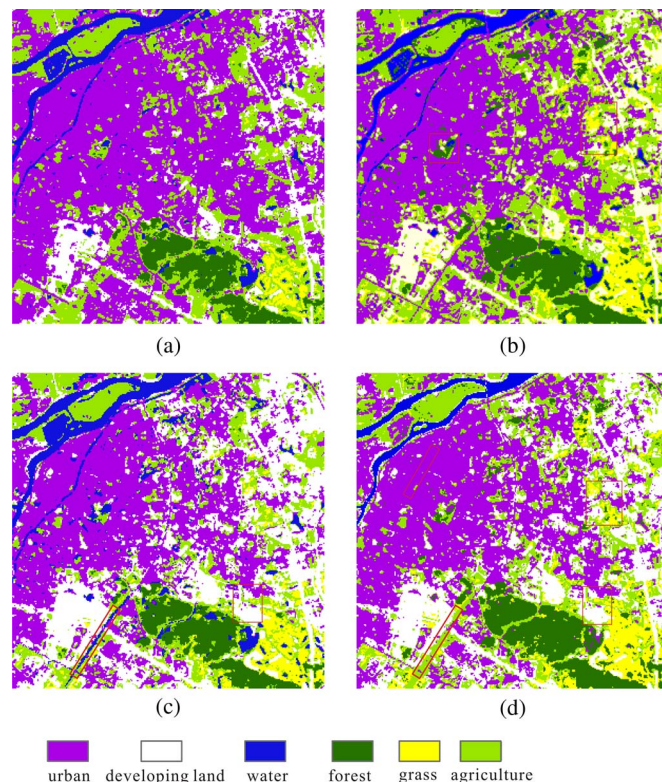 (a) (b)
(c) (d)
urban developing land water forest grass agriculture